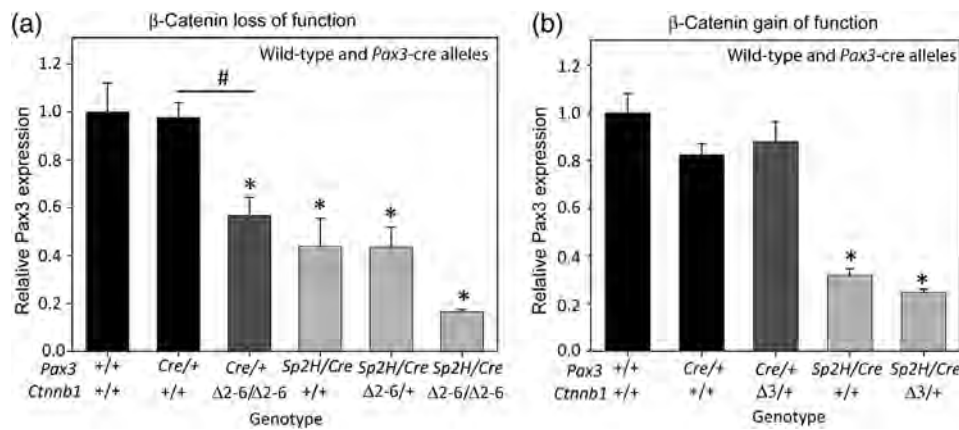 (a)
β-Catenin loss of function
Wild-type and Pax3-cre alleles
Relative Pax3 expression
1.2
1.0
0.8
0.6
0.4
0.2
0.0
#
*
*
*
*
Pax3 +/+ Cre/+ Cre/+ Sp2H/Cre Sp2H/Cre Sp2H/Cre
Ctnnb1 +/+ +/+ Δ2-6/Δ2-6 +/+ Δ2-6/+ Δ2-6/Δ2-6
Genotype
(b)
β-Catenin gain of function
Wild-type and Pax3-cre alleles
Relative Pax3 expression
1.2
1.0
0.8
0.6
0.4
0.2
0.0
*
*
Pax3 +/+ Cre/+ Cre/+ Sp2H/Cre Sp2H/Cre
Ctnnb1 +/+ +/+ Δ3/+ +/+ Δ3/+
Genotype